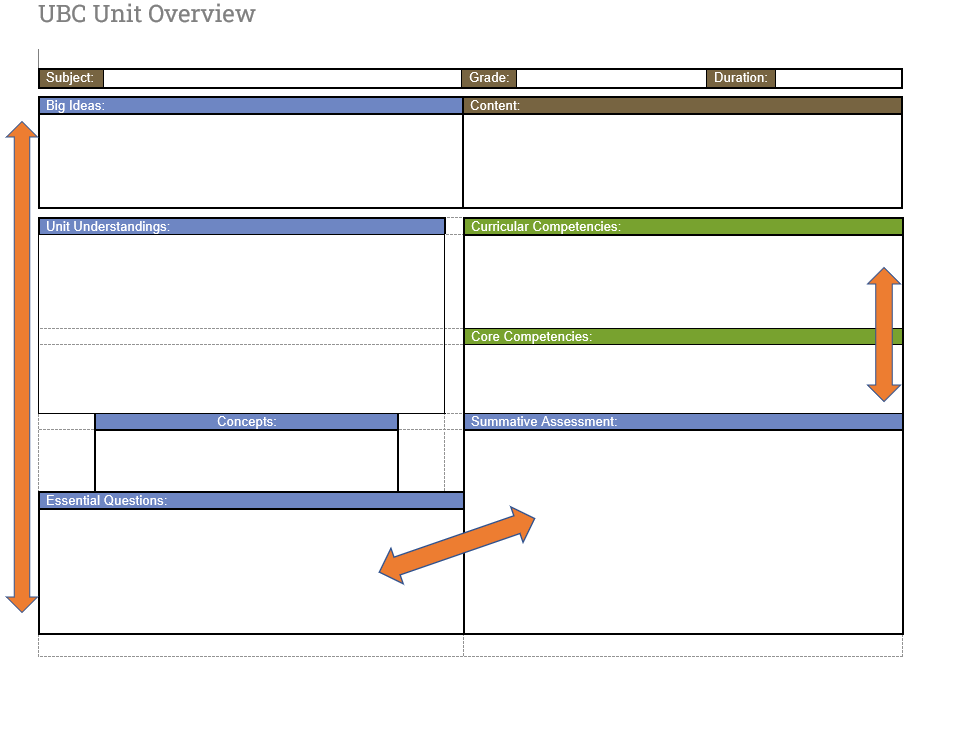 UBC Unit Overview
Subject: Grade: Duration:
Big Ideas: Content:
Unit Understandings: Curricular Competencies:
Core Competencies:
Concepts: Summative Assessment:
Essential Questions: